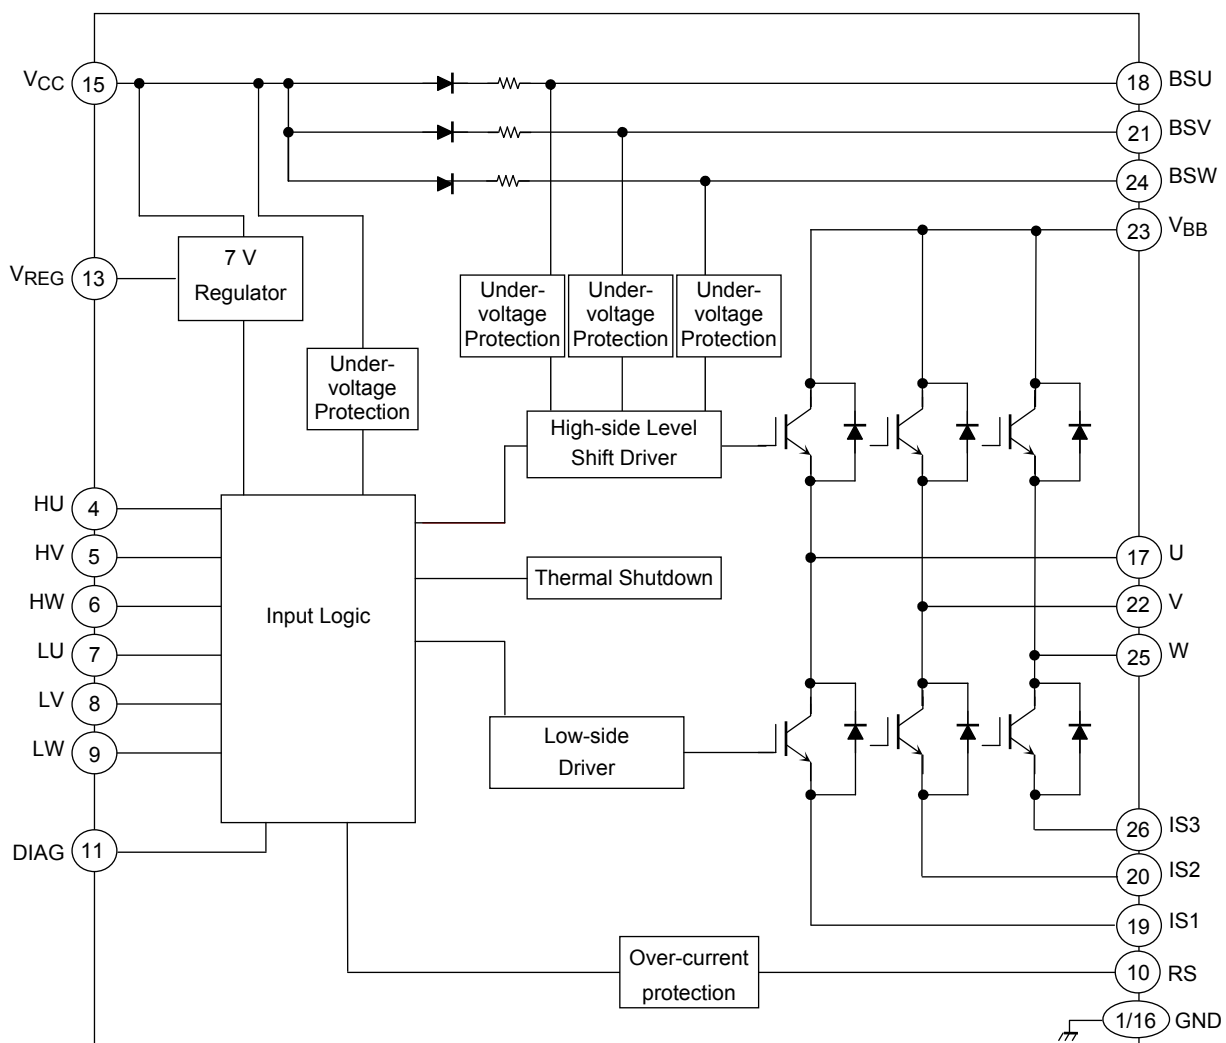 VCC 15
18 BSU
21 BSV
24 BSW
23 VBB
7 V
Regulator
VREG 13
Under-
voltage
Protection
Under-
voltage
Protection
Under-
voltage
Protection
Under-
voltage
Protection
High-side Level
Shift Driver
HU 4
HV 5
HW 6
LU 7
LV 8
LW 9
DIAG 11
Input Logic
Thermal Shutdown
Low-side
Driver
17 U
22 V
25 W
26 IS3
20 IS2
19 IS1
Over-current
protection
10 RS
1/16 GND